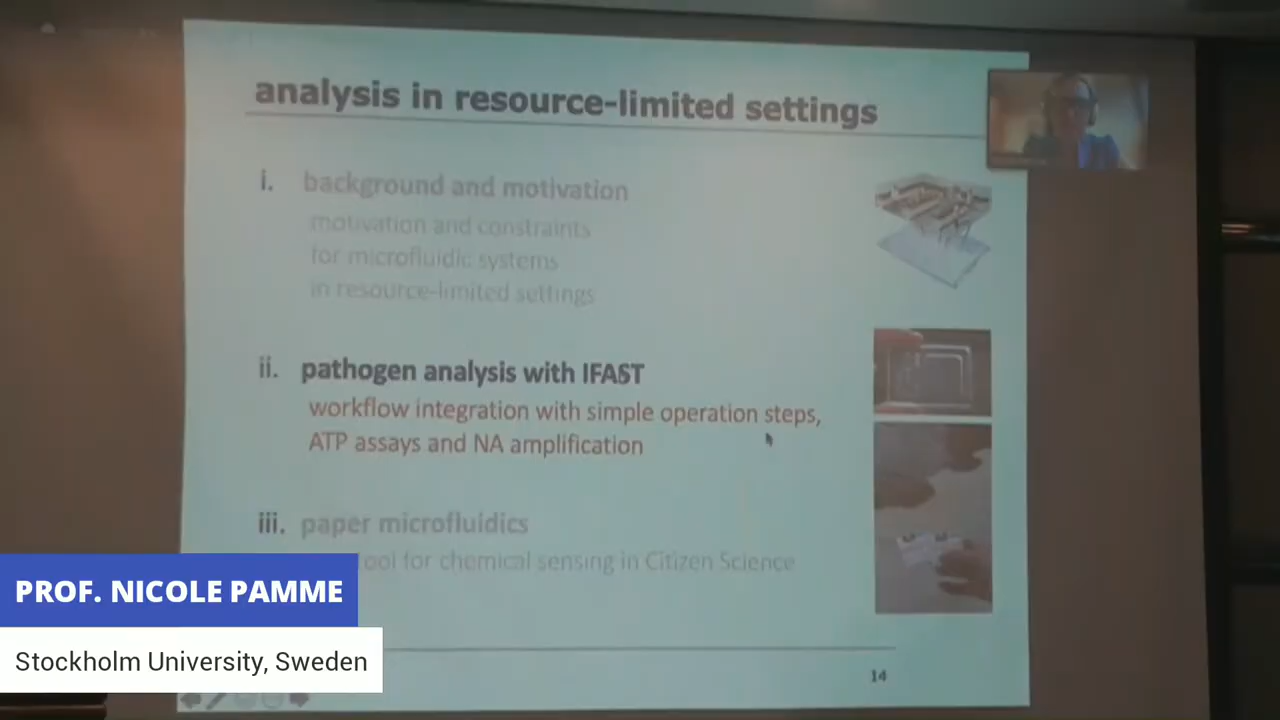 analysis in resource-limited settings
i. background and motivation
motivation and constraints
for microfluidic systems
in resource-limited settings
ii. pathogen analysis with IFAST
workflow integration with simple operation steps,
ATP assays and NA amplification
iii. paper microfluidics
tool for chemical sensing in Citizen Science
PROF. NICOLE PAMME
Stockholm University, Sweden
14